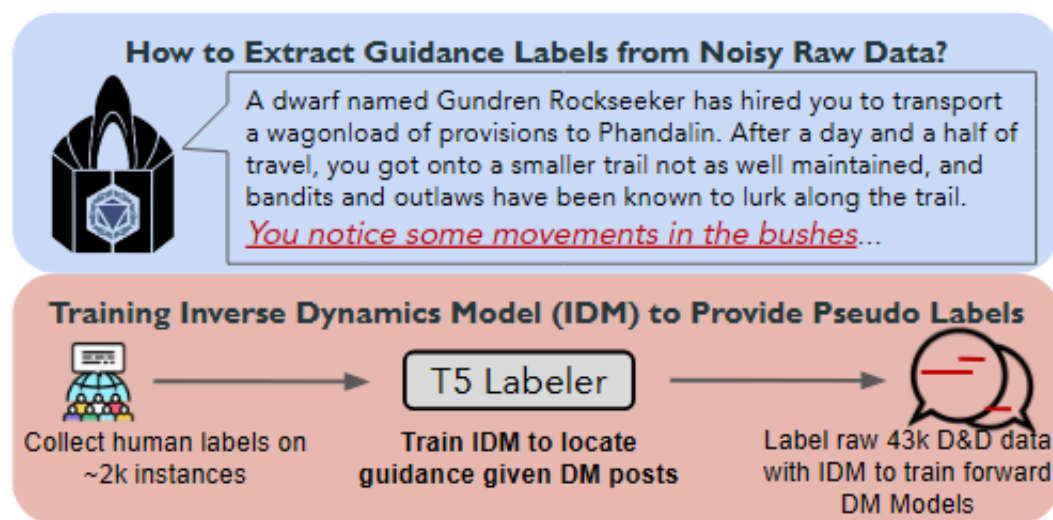 How to Extract Guidance Labels from Noisy Raw Data?
A dwarf named Gundren Rockseeker has hired you to transport
a wagonload of provisions to Phandalin. After a day and a half of
travel, you got onto a smaller trail not as well maintained, and
bandits and outlaws have been known to lurk along the trail.
You notice some movements in the bushes...
Training Inverse Dynamics Model (IDM) to Provide Pseudo Labels
T5 Labeler
Collect human labels on
~2k instances
Train IDM to locate
guidance given DM posts
Label raw 43k D&D data
with IDM to train forward
DM Models